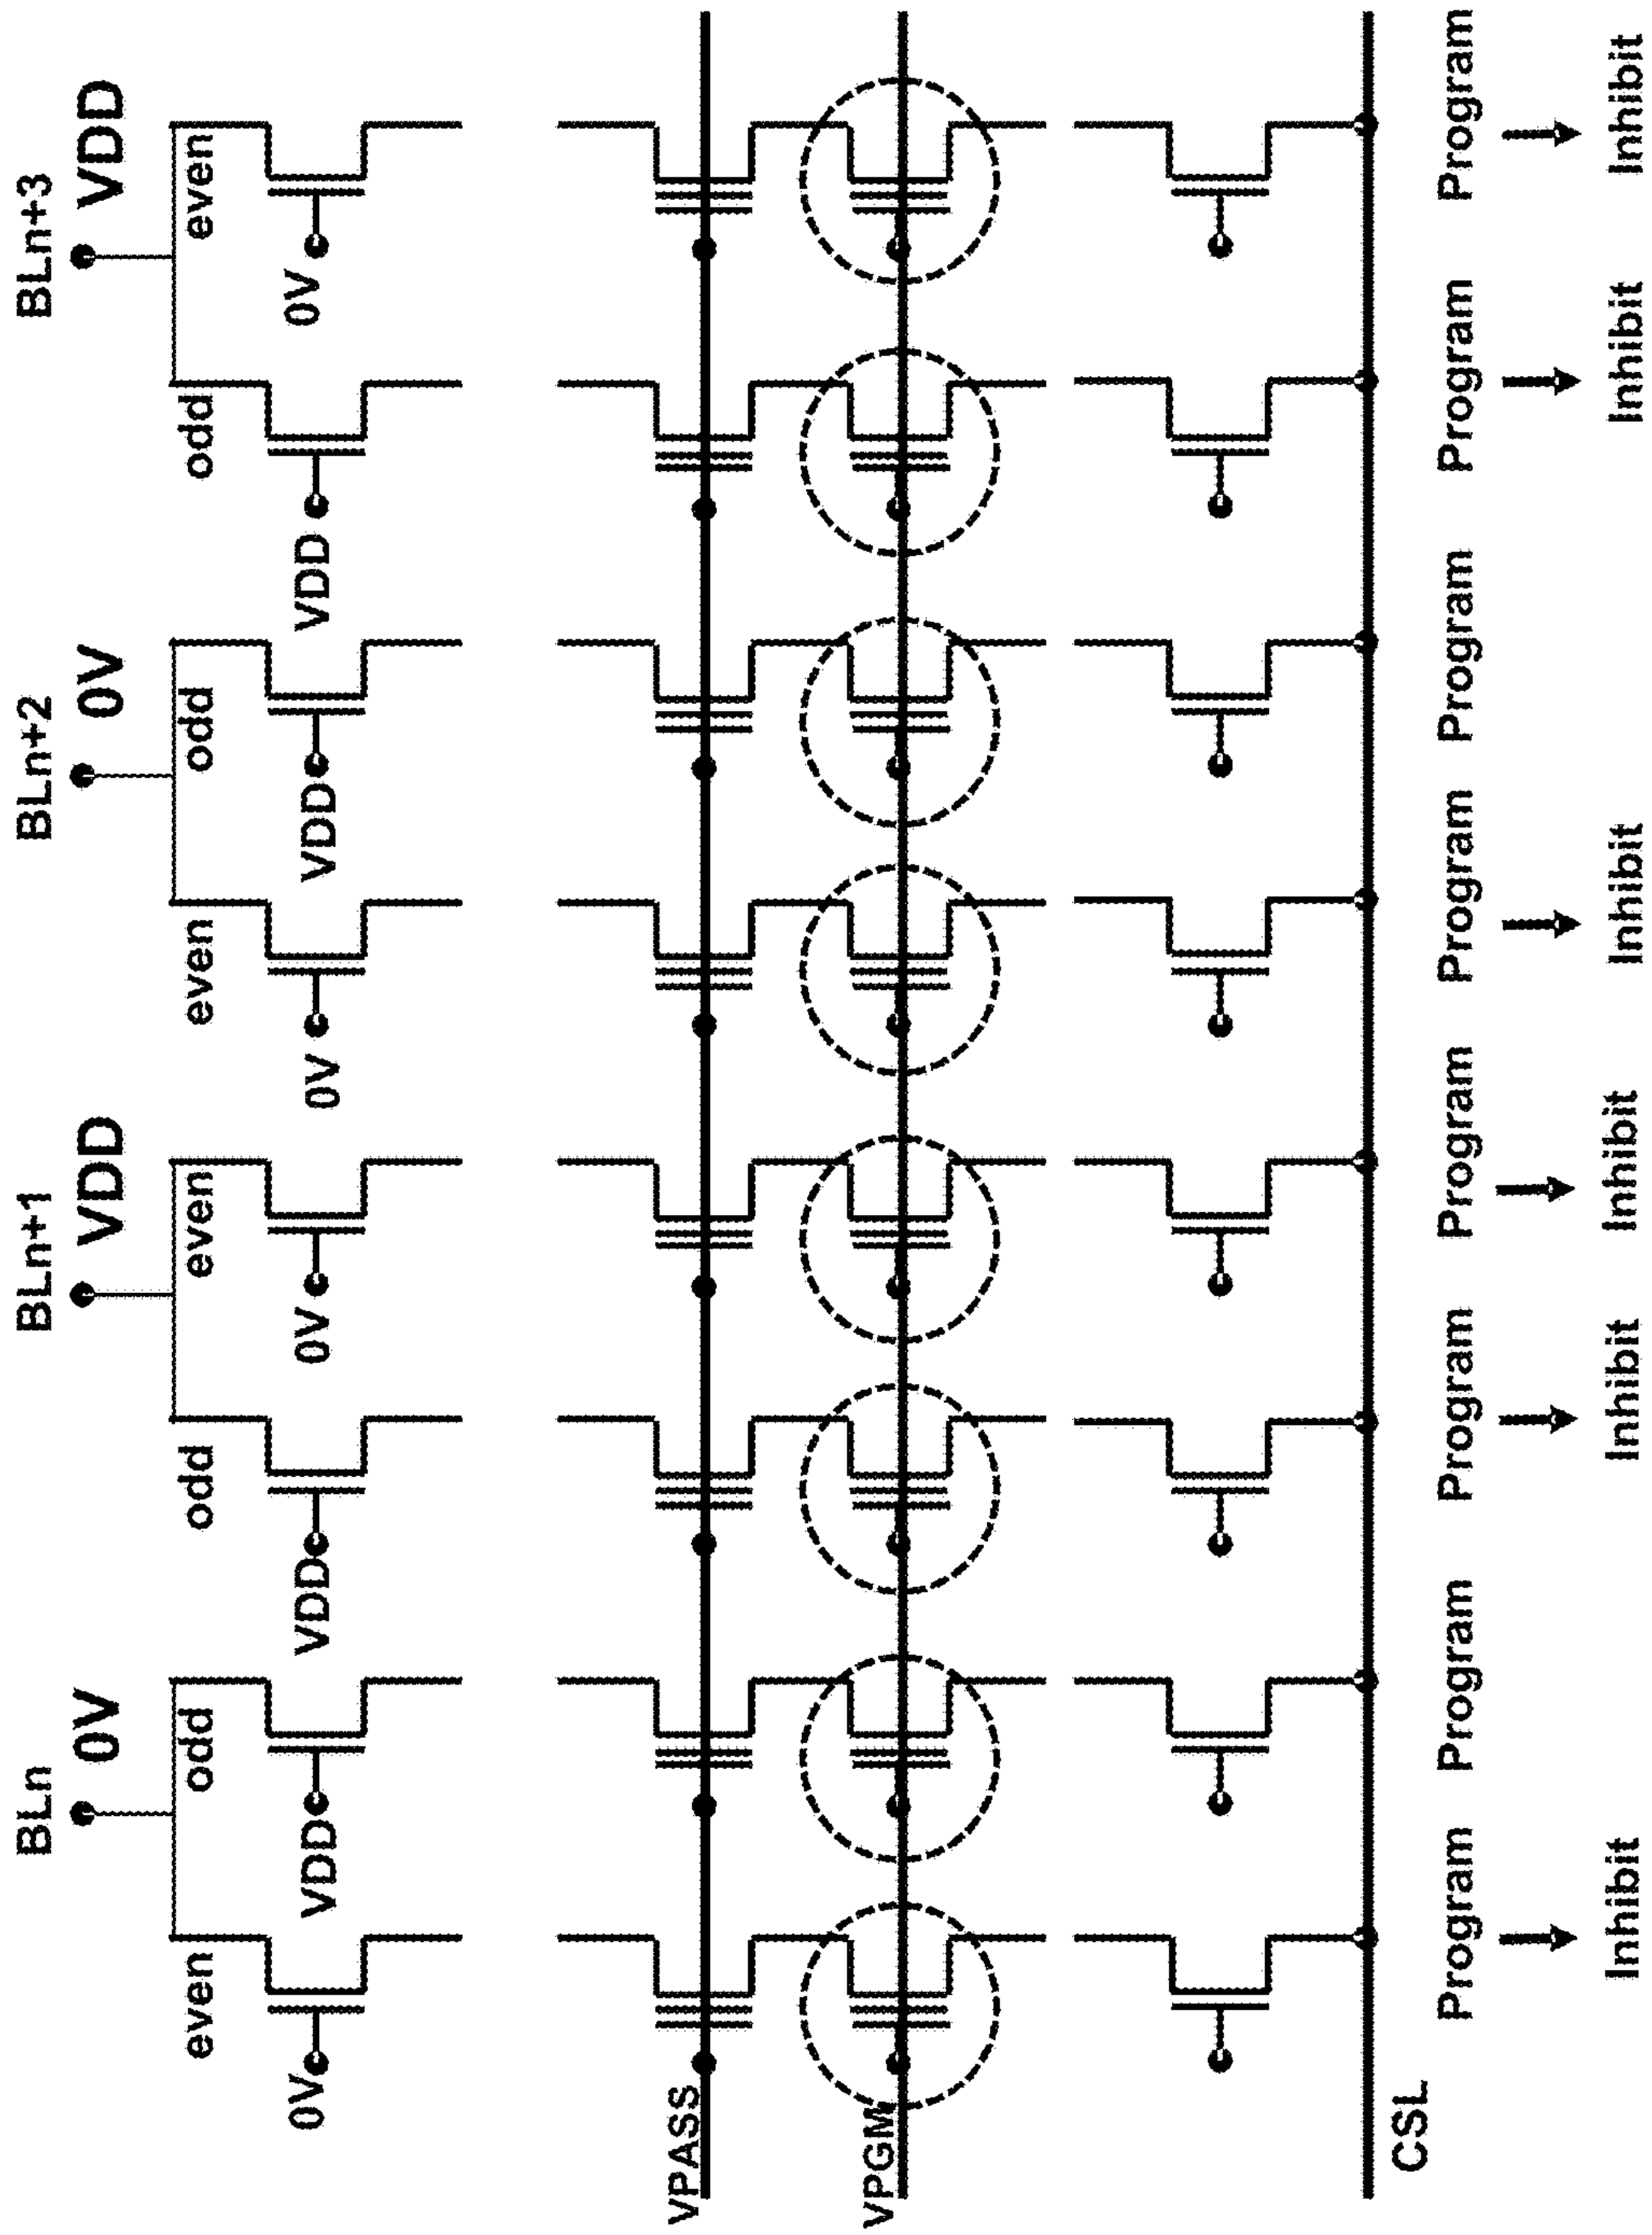 BLn BLn+1 BLn+2 BLn+3
0V VDD 0V VDD
even odd odd even even odd odd even
0V VDD VDD 0V 0V VDD VDD 0V
VPASS
VPGM
CSL
Program Program Program Program Program Program Program Program
Inhibit Inhibit Inhibit Inhibit Inhibit Inhibit